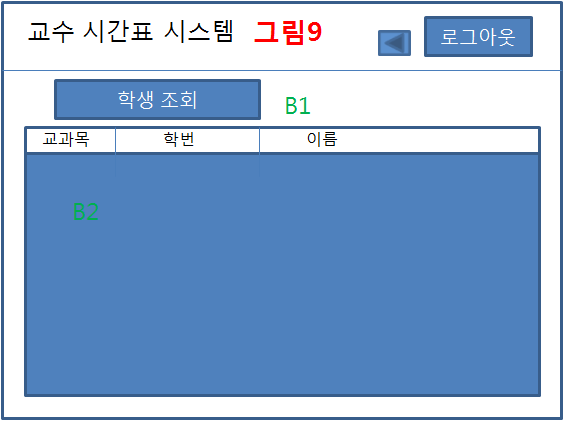 교수 시간표 시스템 그림9
로그아웃
학생 조회
B1
교과목 학번 이름
B2